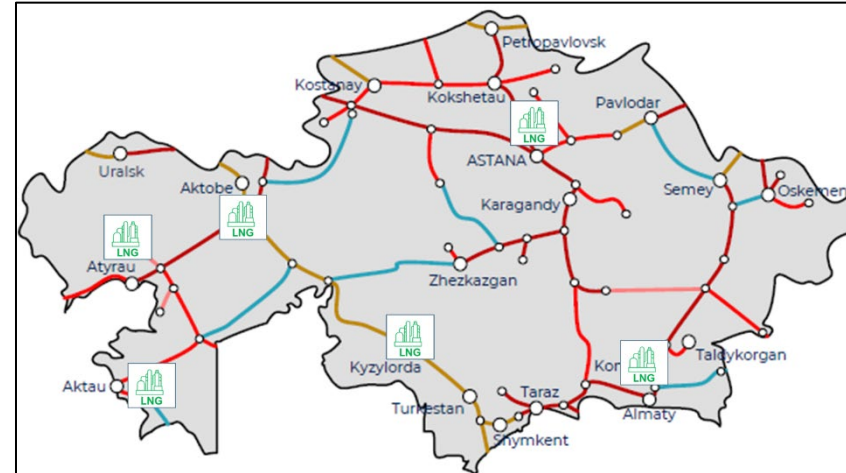 Petropavlovsk
Kostanay
Kokshetau
Pavlodar
LNG
ASTANA
Uralsk
Aktobe
Semey
Oskemen
Karagandy
LNG
LNG
Atyrau
Zhezkazgan
LNG
Taldykorgan
Kyzylorda
Kor
LNG
Aktau
LNG
Turkestan
Taraz
Almaty
Shymkent